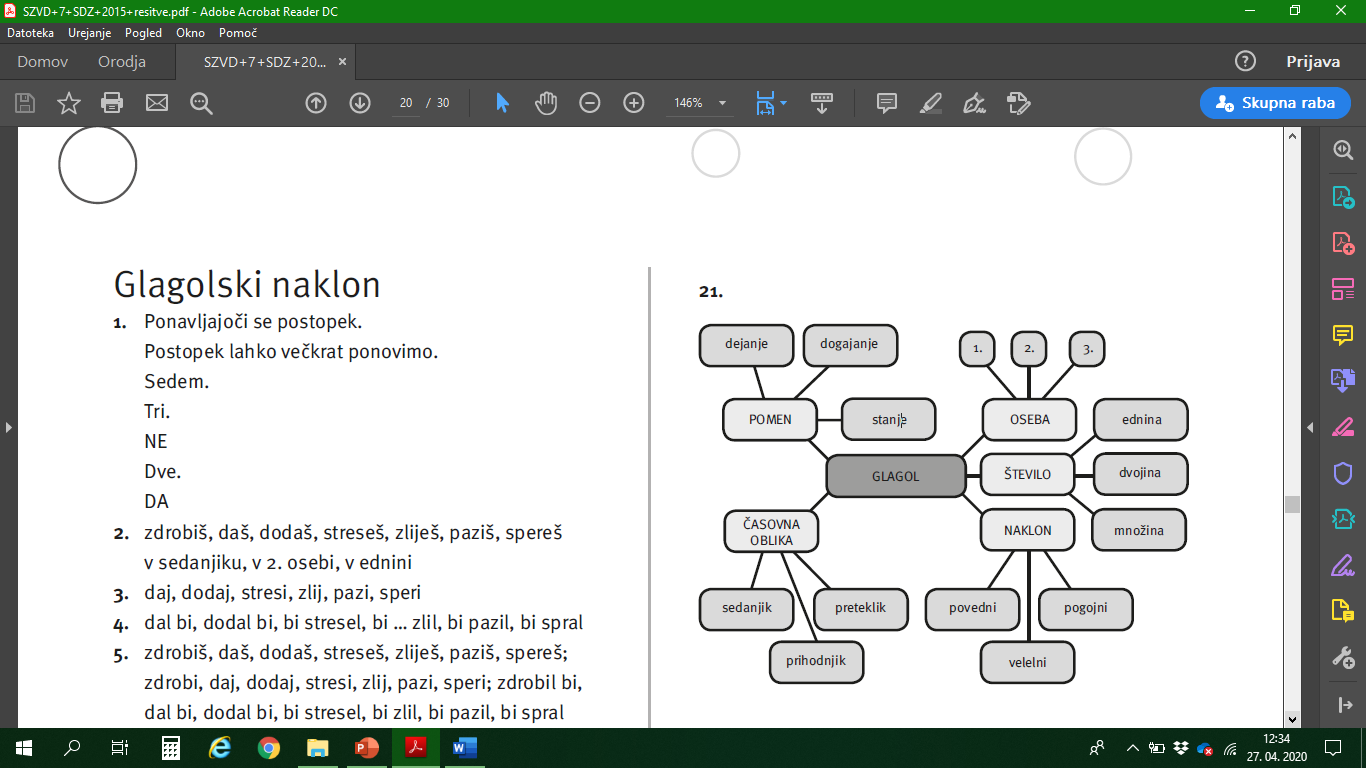 SZVD+7+SDZ+2015+resitve.pdf - Adobe Acrobat Reader DC
Datoteka Urejanje Pogled Okno Pomoč
Domov Orodja SZVD+7+SDZ+20... × Prijava
20 / 30 146% Skupna raba
Glagolski naklon
1. Ponavljajoči se postopek.
Postopek lahko večkrat ponovimo.
Sedem.
Tri.
NE
Dve.
DA
2. zdrobiš, daš, dodaš, streseš, zliješ, paziš, spereš
v sedanjiku, v 2. osebi, v ednini
3. daj, dodaj, stresi, zlij, pazi, speri
4. dal bi, dodal bi, bi stresel, bi ... zlil, bi pazil, bi spral
5. zdrobiš, daš, dodaš, streseš, zliješ, paziš, spereš;
zdrobi, daj, dodaj, stresi, zlij, pazi, speri; zdrobil bi,
dal bi, dodal bi, bi stresel, bi zlil, bi pazil, bi spral
21.
dejanje dogajanje 1. 2. 3.
POMEN stanje OSEBA ednina
GLAGOL ŠTEVILO dvojina
ČASOVNA
OBLIKA
NAKLON množina
sedanjik preteklik povedni pogojni
prihodnjik velelni
12:34
27. 04. 2020